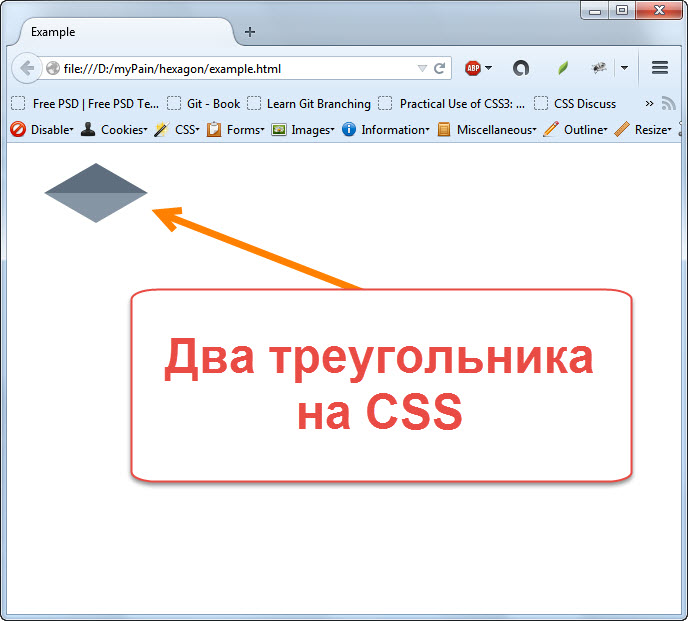 Example
file:///D:/myPain/hexagon/example.html
ABP
Free PSD | Free PSD Te... Git - Book Learn Git Branching Practical Use of CSS3: ... CSS Discuss »
Disable Cookies CSS Forms Images Information Miscellaneous Outline Resize
Два треугольника
на CSS